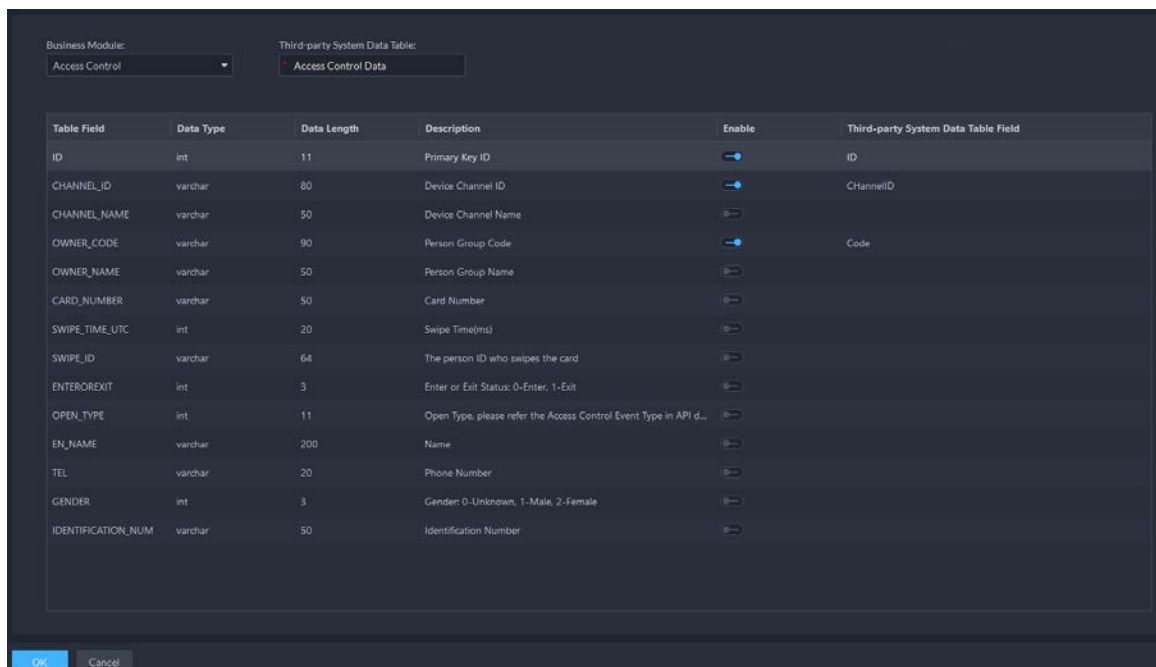 Business Module: Third-party System Data Table:
Access Control * Access Control Data
Table Field Data Type Data Length Description Enable Third-party System Data Table Field
ID int 11 Primary Key ID ID
CHANNEL_ID varchar 80 Device Channel ID CHannelID
CHANNEL_NAME varchar 50 Device Channel Name
OWNER_CODE varchar 90 Person Group Code Code
OWNER_NAME varchar 50 Person Group Name
CARD_NUMBER varchar 50 Card Number
SWIPE_TIME_UTC int 20 Swipe Time(ms)
SWIPE_ID varchar 64 The person ID who swipes the card
ENTEROREXIT int 3 Enter or Exit Status: 0-Enter, 1-Exit
OPEN_TYPE int 11 Open Type, please refer the Access Control Event Type in API d...
EN_NAME varchar 200 Name
TEL varchar 20 Phone Number
GENDER int 3 Gender: 0-Unknown, 1-Male, 2-Female
IDENTIFICATION_NUM varchar 50 Identification Number
OK Cancel